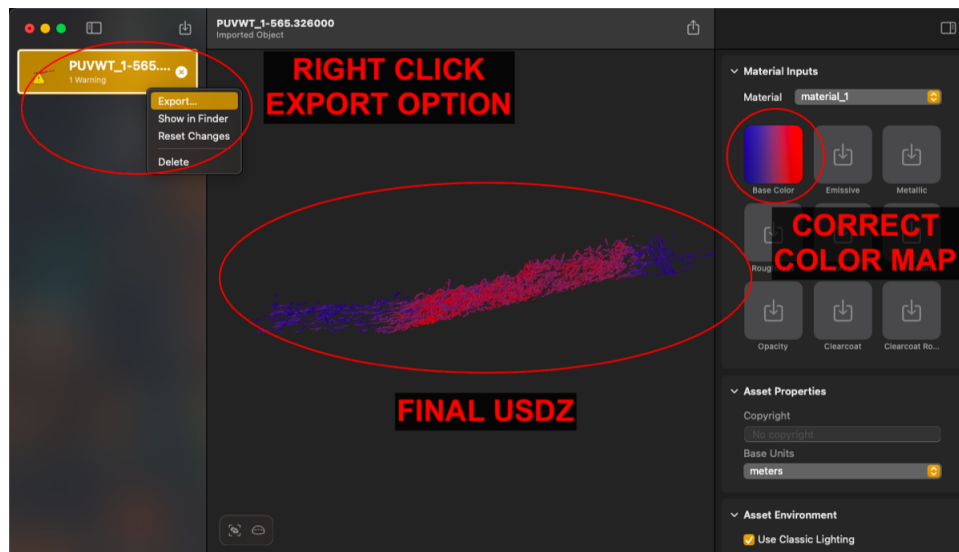 PUVWT_1-565.326000
Imported Object
PUVWT_1-565....
1 Warning
Export...
Show in Finder
Reset Changes
Delete
RIGHT CLICK
EXPORT OPTION
FINAL USDZ
Material Inputs
Material material_1
Base Color Emissive Metallic
CORRECT
COLOR MAP
Opacity Clearcoat Clearcoat Ro...
Asset Properties
Copyright
No copyright
Base Units
meters
Asset Environment
Use Classic Lighting